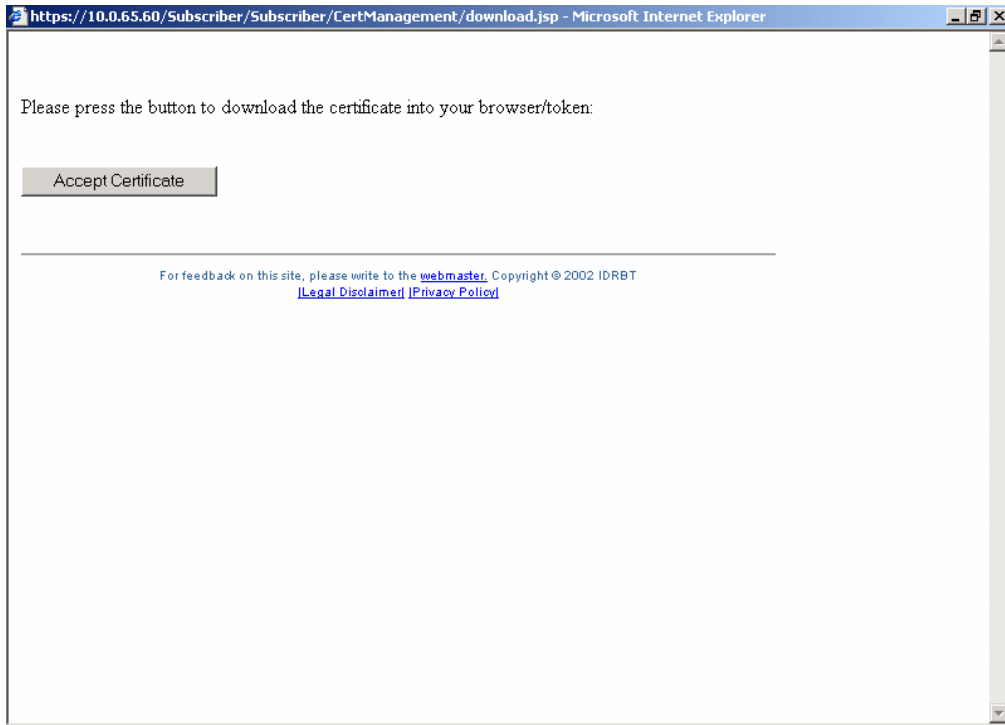 https://10.0.65.60/Subscriber/Subscriber/CertManagement/download.jsp - Microsoft Internet Explorer
Please press the button to download the certificate into your browser/token:
Accept Certificate
For feedback on this site, please write to the webmaster. Copyright © 2002 IDRBT
|Legal Disclaimer| |Privacy Policy|